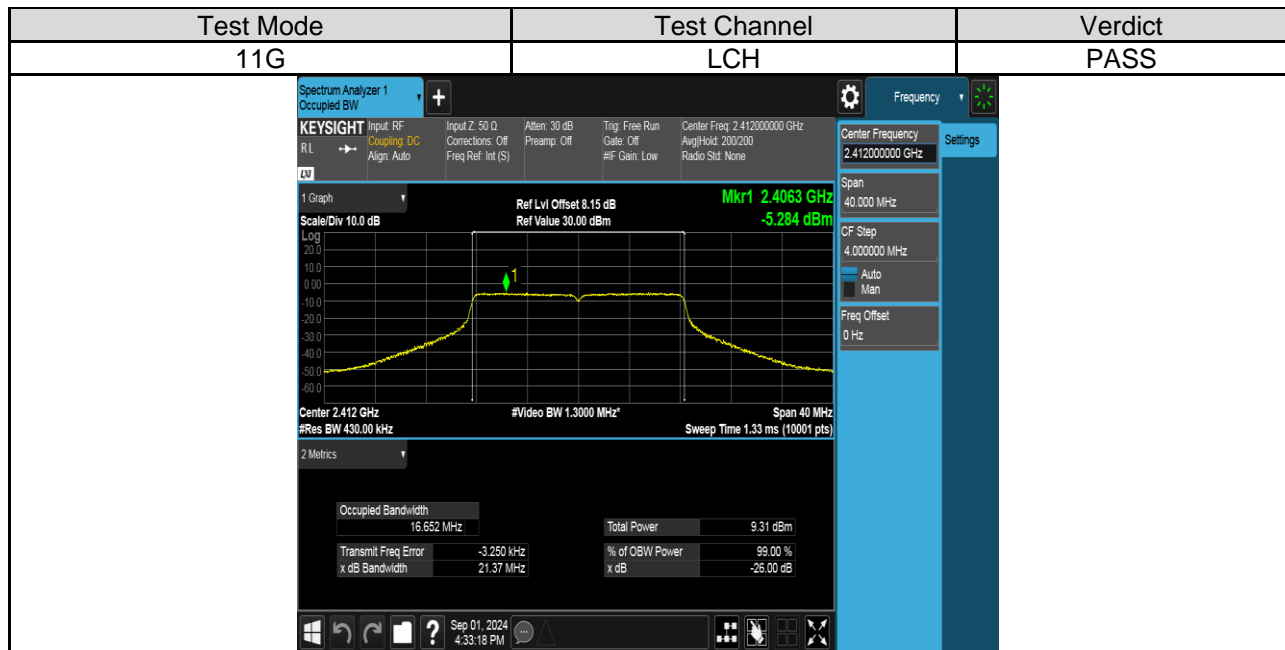 Test Mode Test Channel Verdict
11G LCH PASS
Spectrum Analyzer 1
Occupied BW
+
Frequency
KEYSIGHT Input: RF Input Z: 50 Ω Atten: 30 dB Trig: Free Run Center Freq: 2.412000000 GHz
RL Coupling: DC Corrections: Off Preamp: Off Gate: Off Avg|Hold: 200/200
Align: Auto Freq Ref: Int (S) #IF Gain: Low Radio Std: None
LXI
Center Frequency
2.412000000 GHz
Settings
Span
40.000 MHz
CF Step
4.000000 MHz
Auto
Man
Freq Offset
0 Hz
1 Graph Ref Lvl Offset 8.15 dB Mkr1 2.4063 GHz
Scale/Div 10.0 dB Ref Value 30.00 dBm -5.284 dBm
Log
20.0
10.0
0.00
-10.0
-20.0
-30.0
-40.0
-50.0
-60.0
1
Center 2.412 GHz #Video BW 1.3000 MHz* Span 40 MHz
#Res BW 430.00 kHz Sweep Time 1.33 ms (10001 pts)
2 Metrics
Occupied Bandwidth
16.652 MHz Total Power 9.31 dBm
Transmit Freq Error -3.250 kHz % of OBW Power 99.00 %
x dB Bandwidth 21.37 MHz x dB -26.00 dB
? Sep 01, 2024
4:33:18 PM